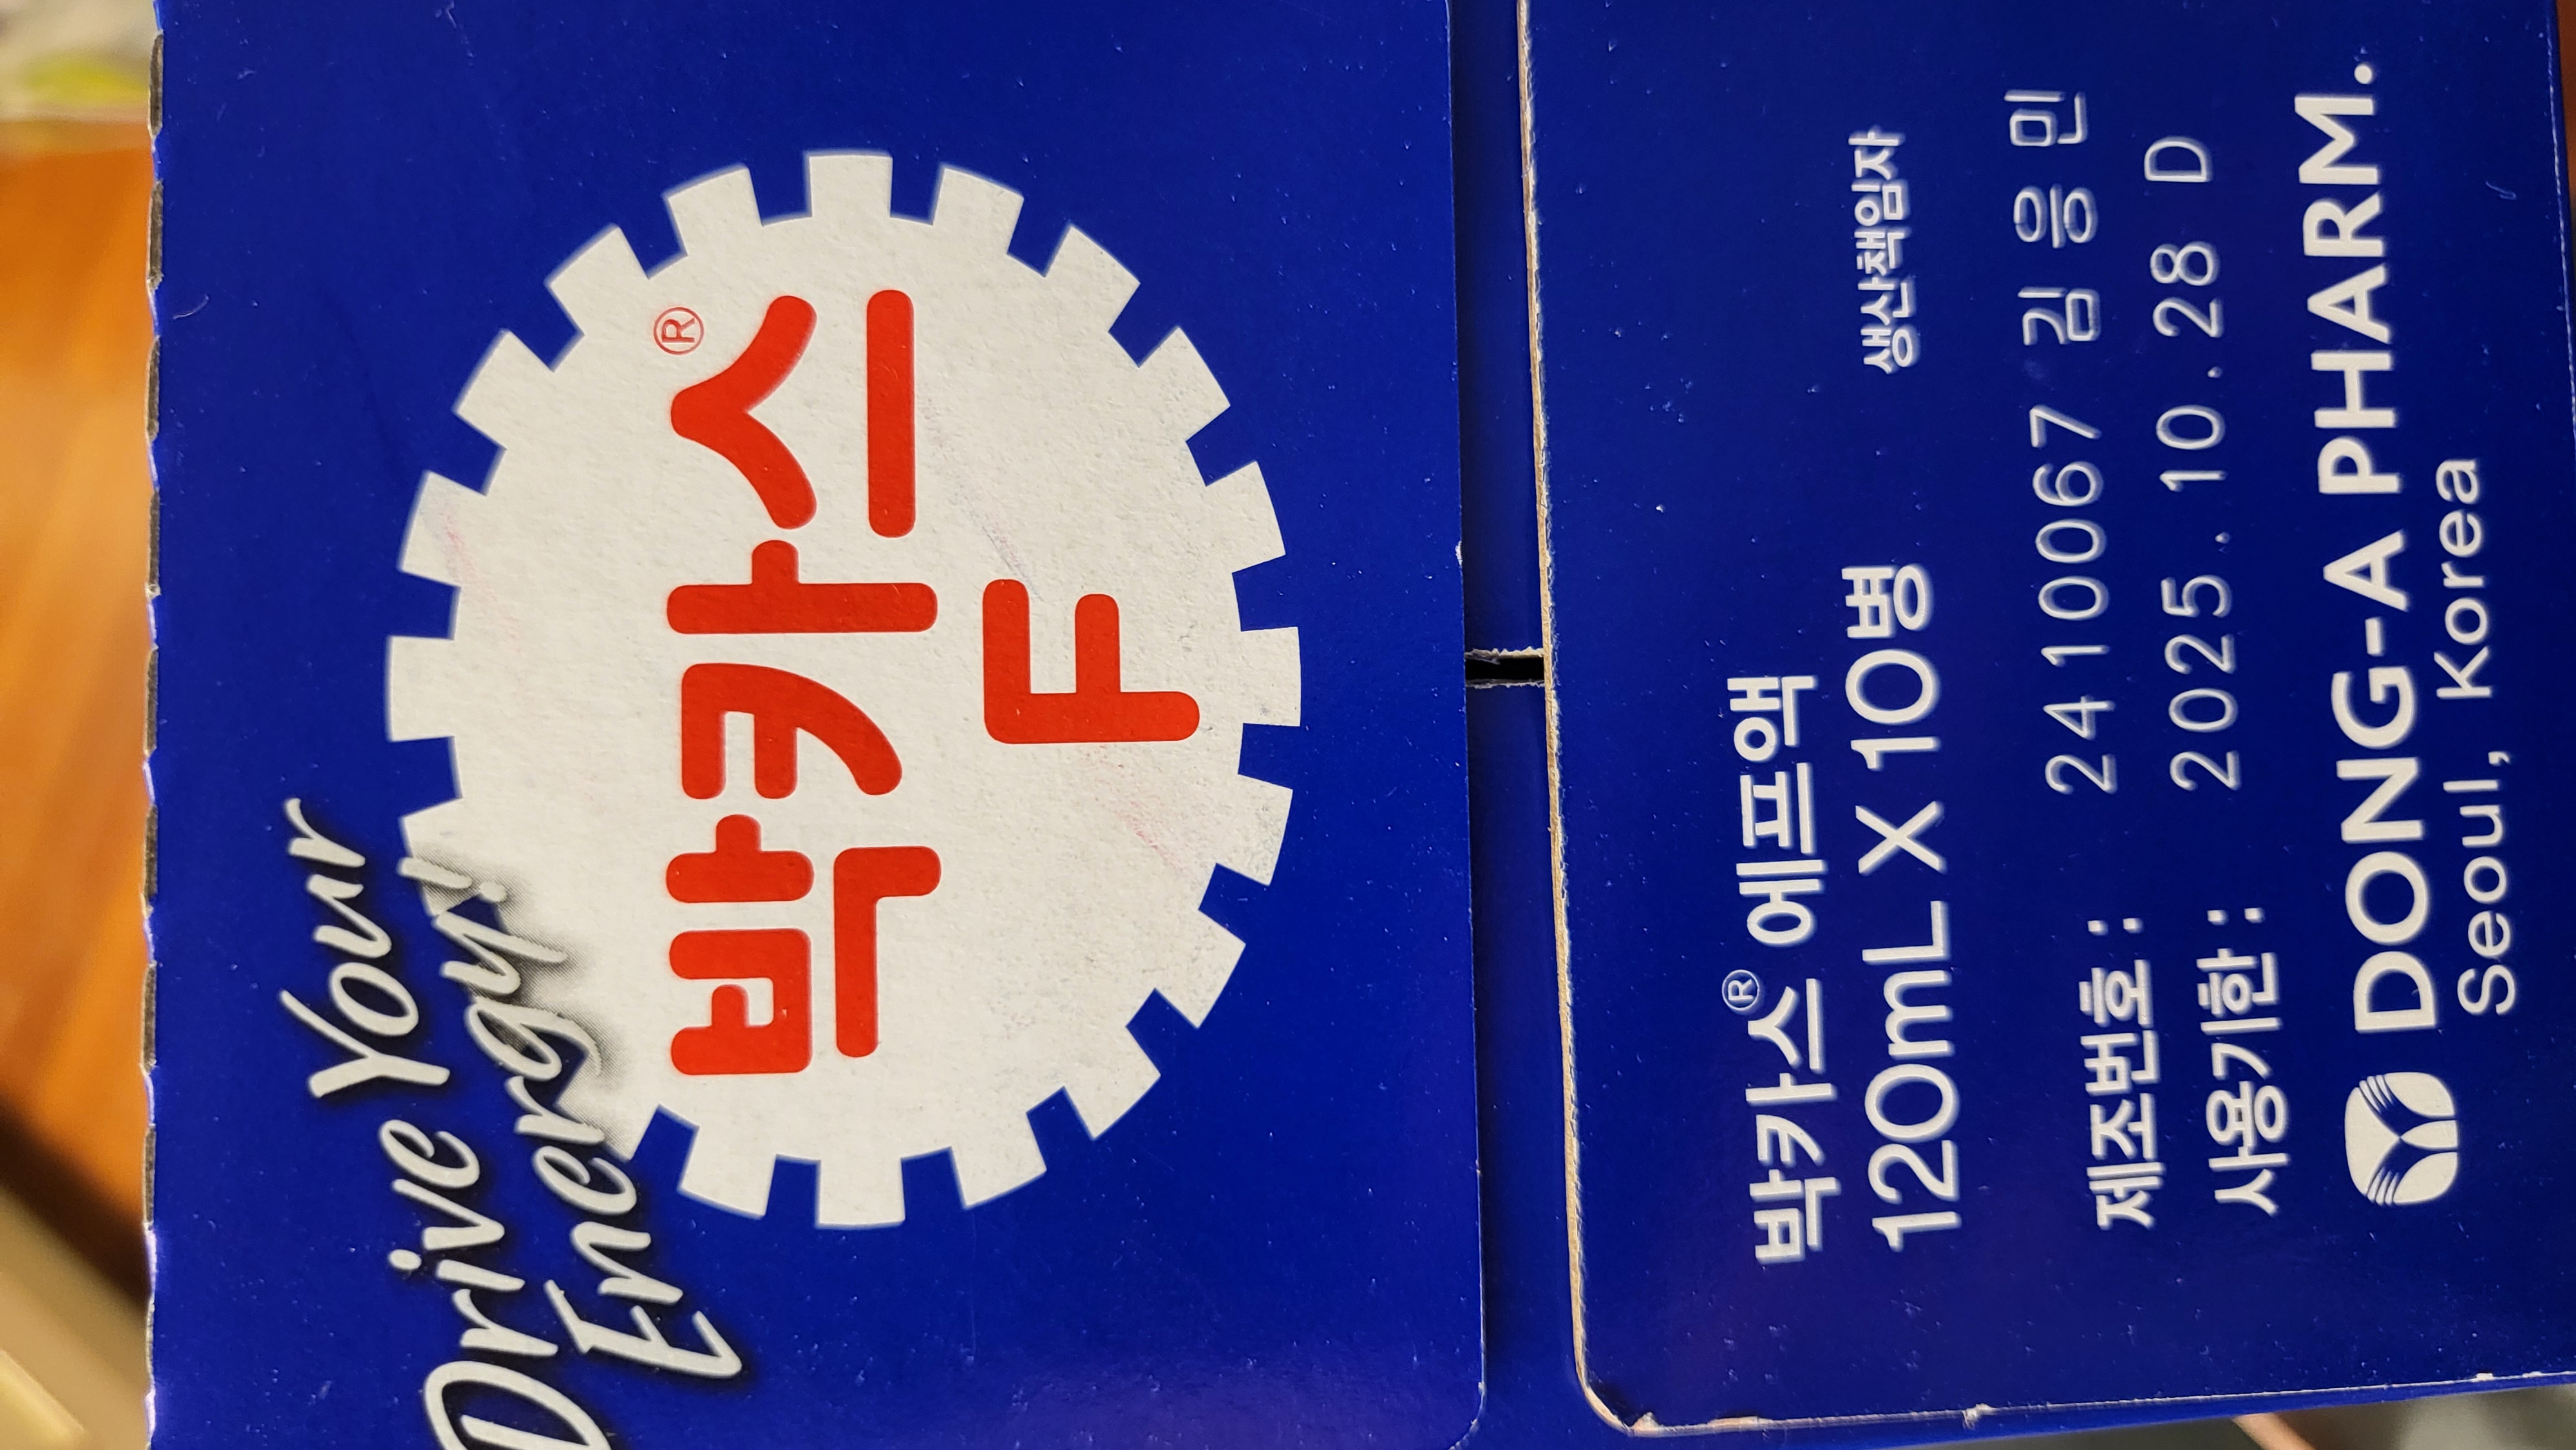 Drive Your
Energy!
박카스®
F
박카스® 에프액
120mL X 10병
생산책임자
제조번호 : 2410067 김응민
사용기한 : 2025.10.28 D
DONG-A PHARM.
Seoul, Korea